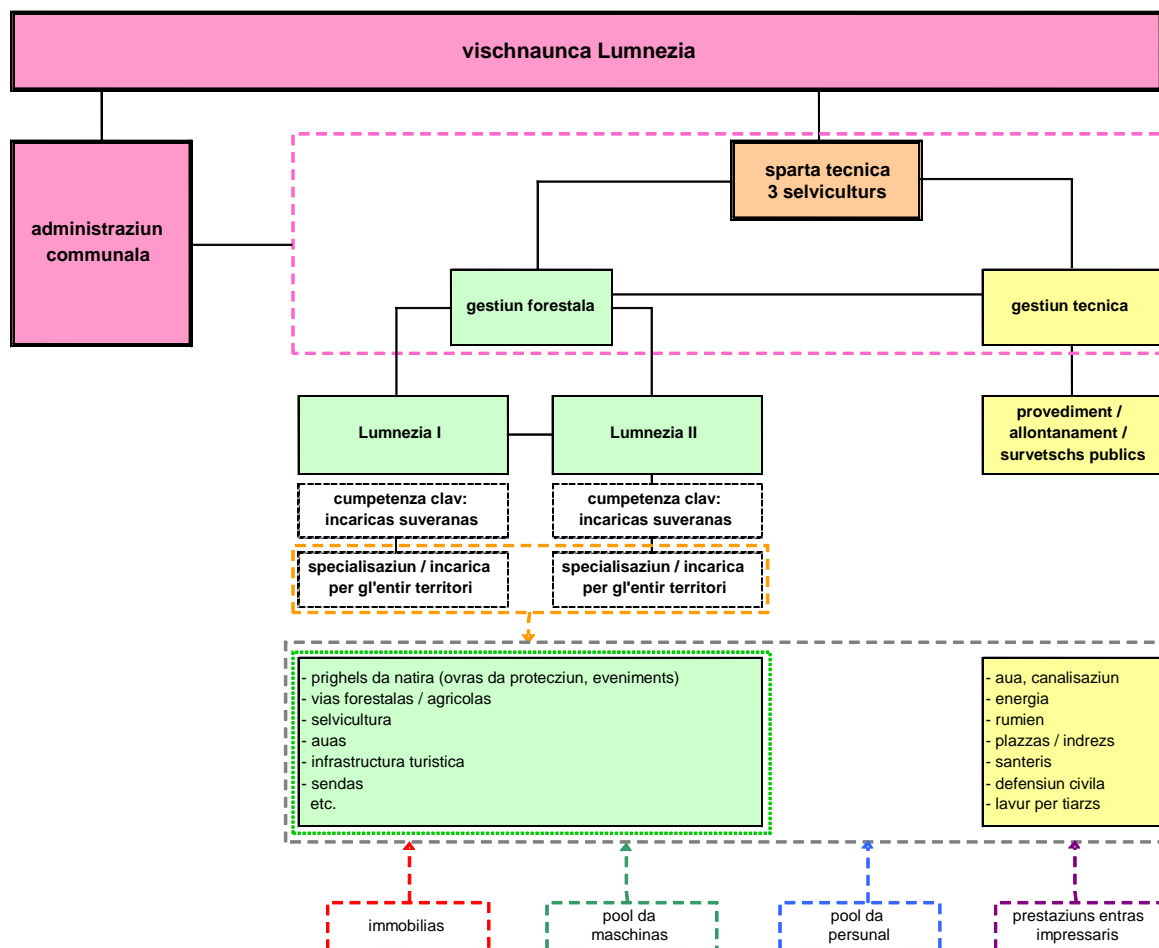 vischnaunca Lumnezia
administraziun
communala
sparta tecnica
3 selviculturs
gestiun forestala
gestiun tecnica
Lumnezia I
Lumnezia II
provediment /
allontanament /
survetschs publics
cumpetenza clav:
incaricas suveranas
cumpetenza clav:
incaricas suveranas
specialisaziun / incarica
per gl'entir territori
specialisaziun / incarica
per gl'entir territori
- prighels da natira (ovras da protecziun, eveniments)
- vias forestalas / agricolas
- selvicultura
- auas
- infrastructura turistica
- sendas
etc.
- aua, canalisaziun
- energia
- rumien
- plazzas / indrezs
- santeris
- defensiun civila
- lavur per tiarzs
immobilias
pool da
maschinas
pool da
persunal
prestaziuns entras
impressaris